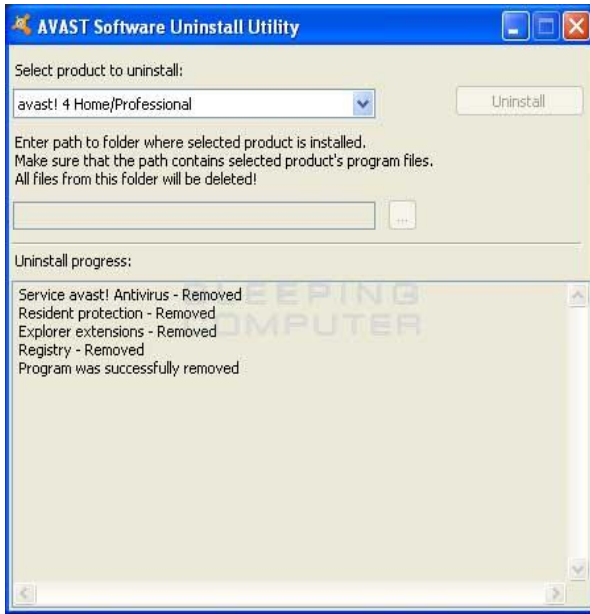 AVAST Software Uninstall Utility
Select product to uninstall:
avast! 4 Home/Professional
Uninstall
Enter path to folder where selected product is installed.
Make sure that the path contains selected product's program files.
All files from this folder will be deleted!
...
Uninstall progress:
Service avast! Antivirus - Removed
Resident protection - Removed
Explorer extensions - Removed
Registry - Removed
Program was successfully removed
BLEEPING
COMPUTER